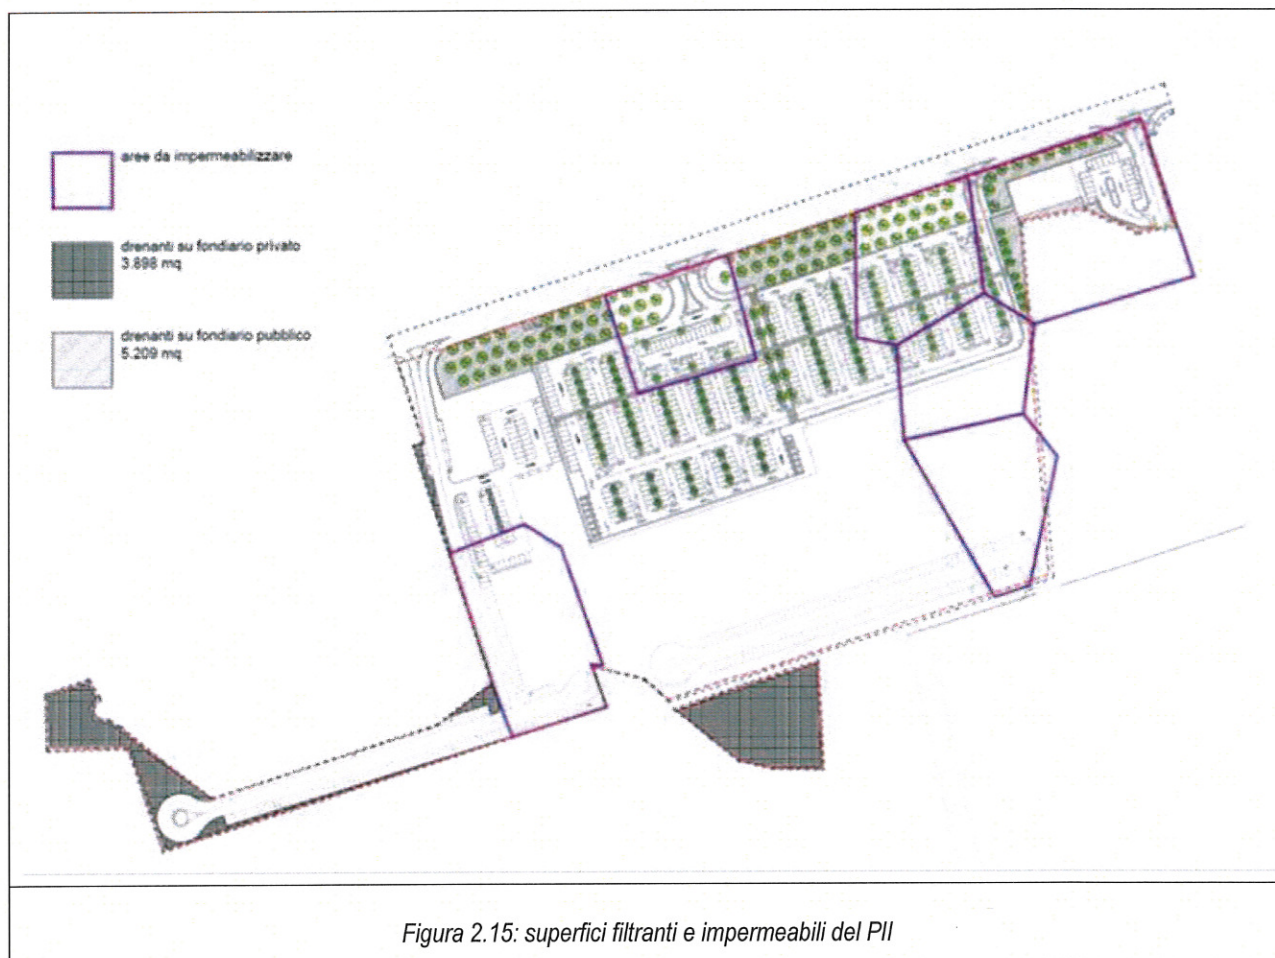 aree da impermeabilizzare
drenanti su fondiario privato
3.898 mq
drenanti su fondiario pubblico
5.209 mq
Figura 2.15: superfici filtranti e impermeabili del PII